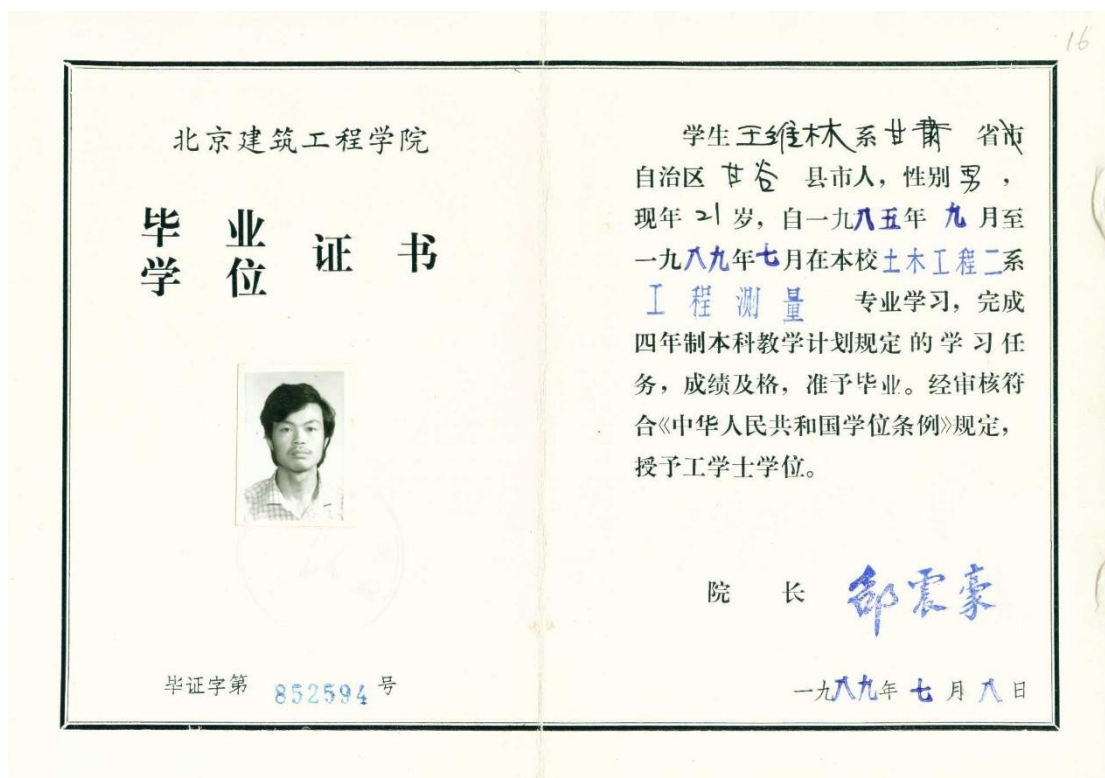 16
北京建筑工程学院
毕业
学位
证书
毕证字第 852594 号
学生王维林系甘肃 省市
自治区 甘谷 县市人，性别男，
现年 21 岁，自一九八五年 九 月至
一九八九年七月在本校土木工程二系
工程测量 专业学习，完成
四年制本科教学计划规定的学习任
务，成绩及格，准予毕业。经审核符
合《中华人民共和国学位条例》规定，
授予工学士学位。
院 长 邵震豪
一九八九年 七 月 八 日